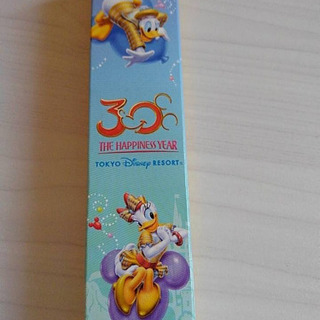 30
THE HAPPINESS YEAR
TOKYO Disney RESORT®